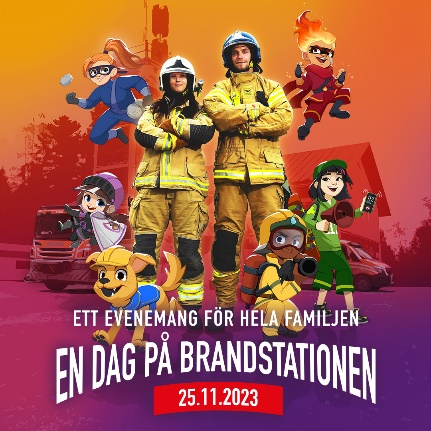 ETT EVENEMANG FÖR HELA FAMILJEN
EN DAG PÅ BRANDSTATIONEN
25.11.2023